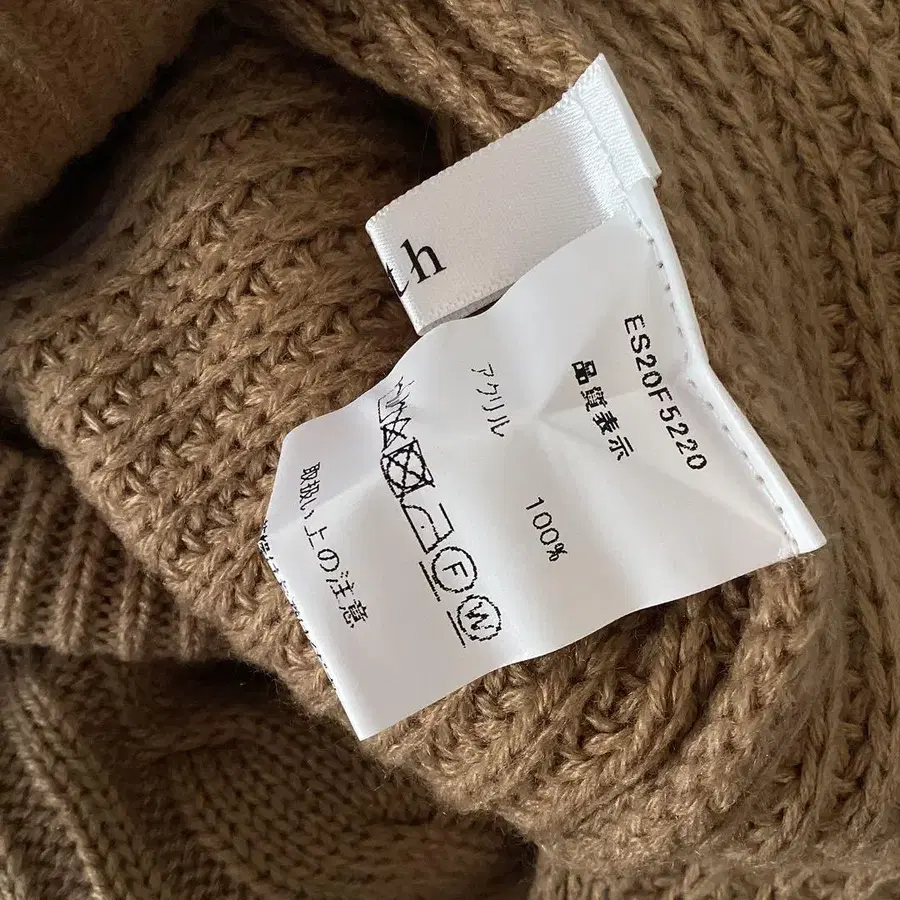 th
ES20F5220
品質表示
アクリル 100%
F
W
取扱い上の注意